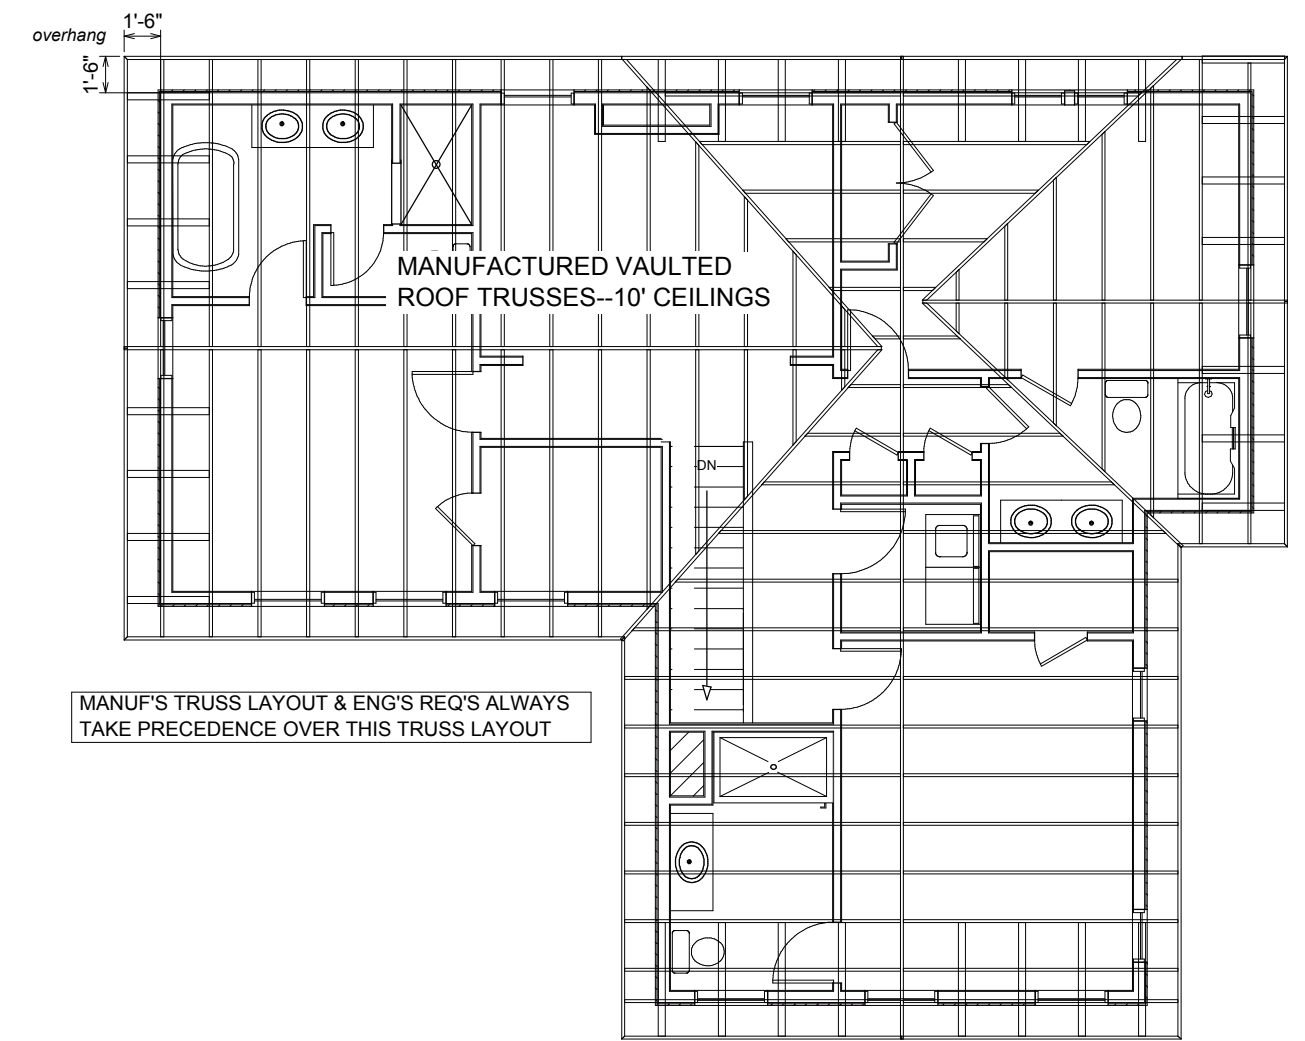 1'-6"
overhang
1'-6"
MANUFACTURED VAULTED
ROOF TRUSSES--10' CEILINGS
DN
MANUF'S TRUSS LAYOUT & ENG'S REQ'S ALWAYS
TAKE PRECEDENCE OVER THIS TRUSS LAYOUT